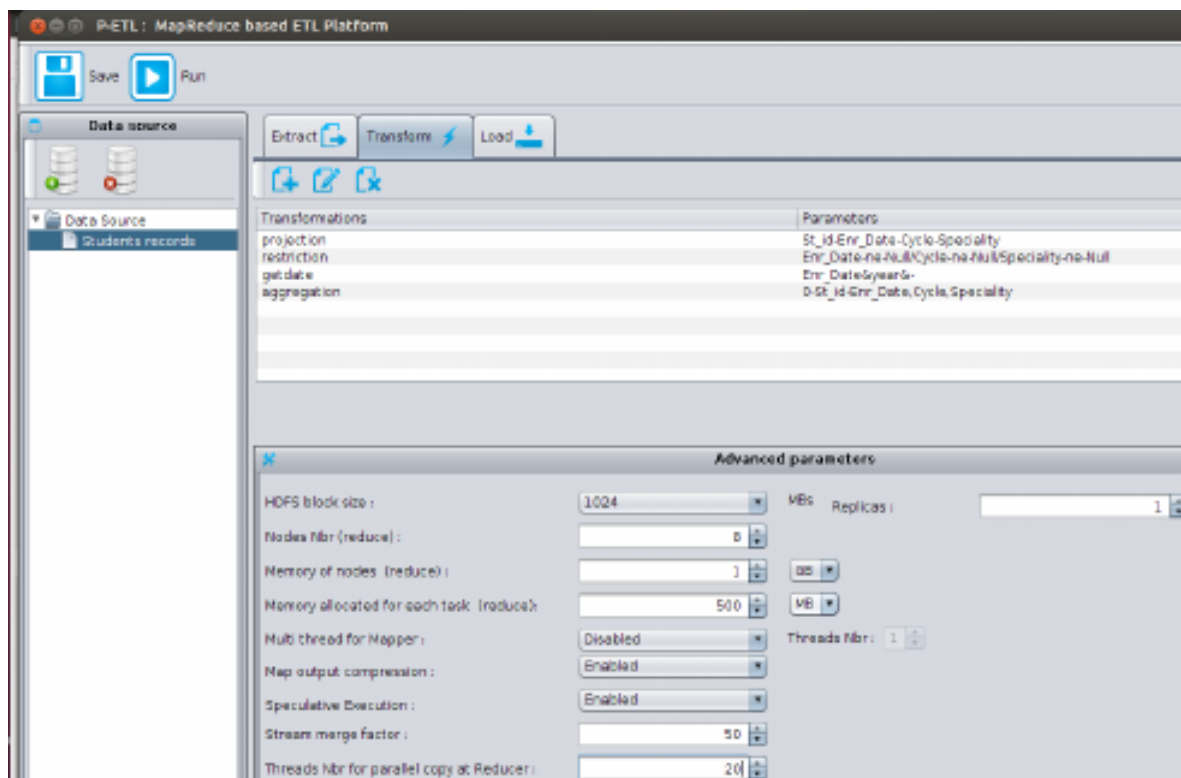 P-ETL : MapReduce based ETL Platform
Save Run
Data source
Extract Transform Load
Data Source
Students records
Transformations Parameters
projection St_id-Enr_Date-Cycle-Speciality
restriction Enr_Date-ne-Null/Cycle-ne-Null/Speciality-ne-Null
getdate Enr_Date&year&-
aggregation 0-St_id-Enr_Date,Cycle,Speciality
Advanced parameters
HDFS block size : 1024 MBs Replicas : 1
Nodes Nbr (reduce) : 8
Memory of nodes (reduce) : 1 GB
Memory allocated for each task (reduce): 500 MB
Multi thread for Mapper : Disabled Threads Nbr : 1
Map output compression : Enabled
Speculative Execution : Enabled
Stream merge factor : 50
Threads Nbr for parallel copy at Reducer : 20